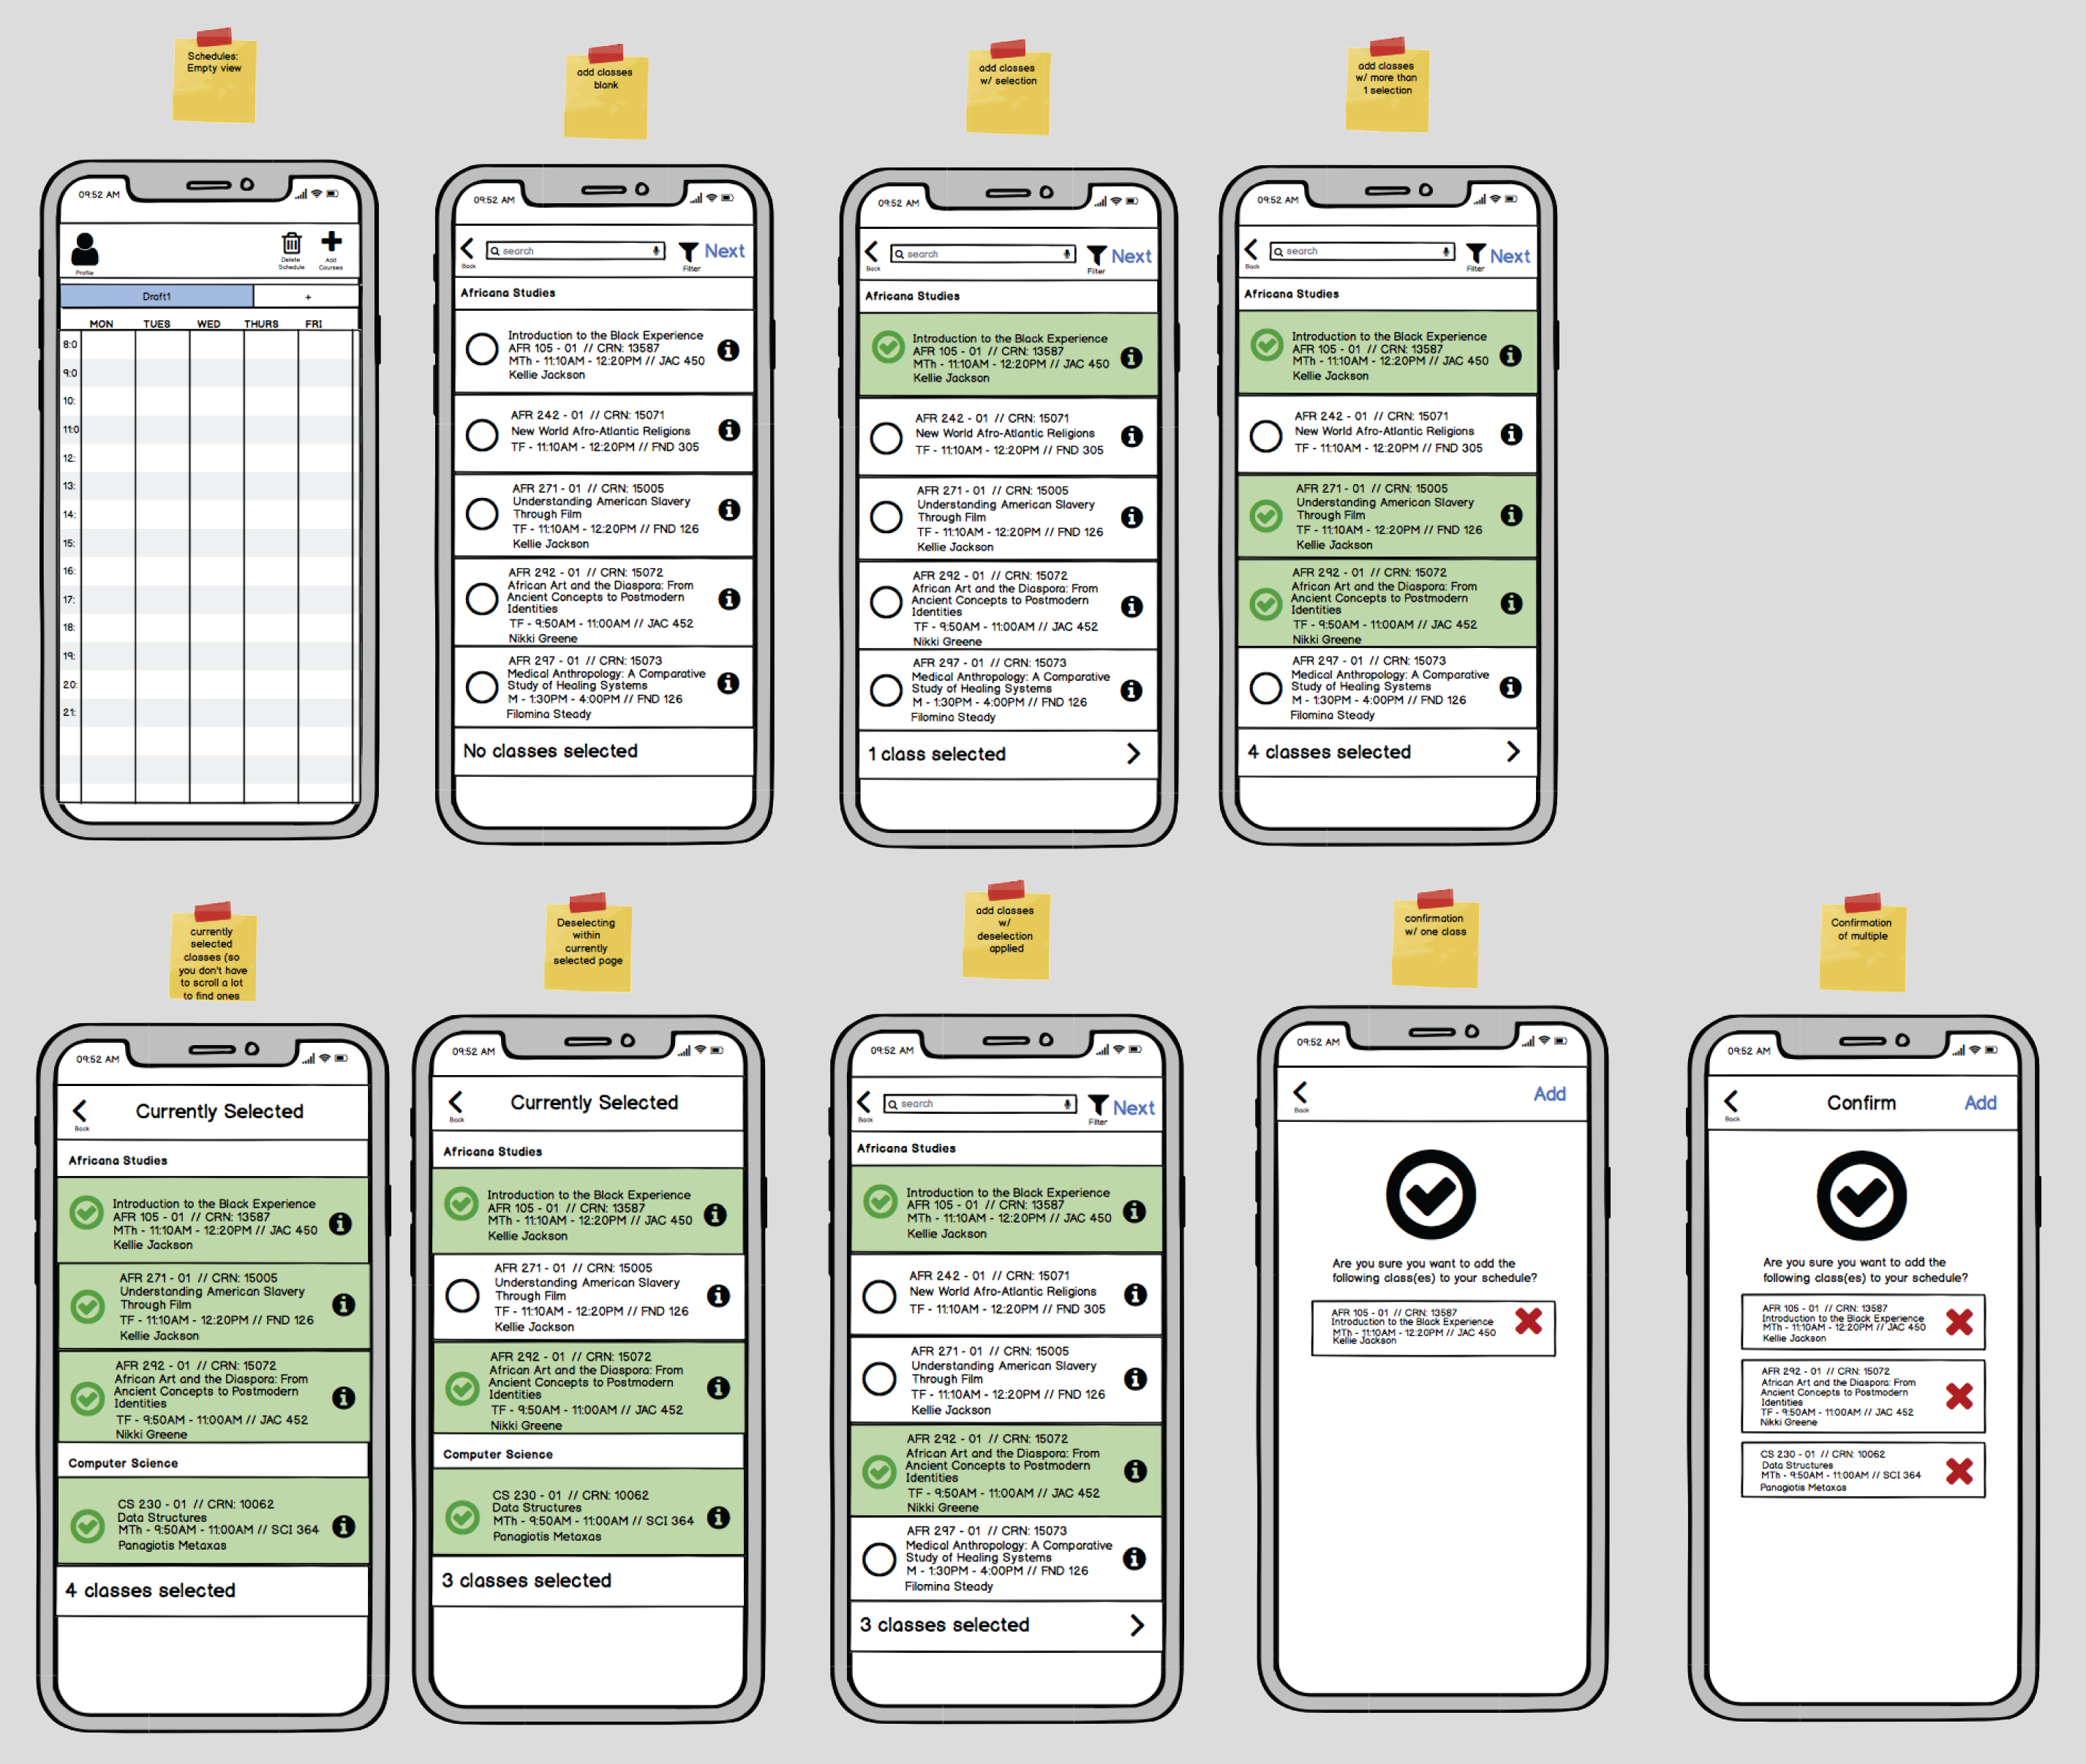 Schedules:
Empty view
add classes
blank
add classes
w/ selection
add classes
w/ more than
1 selection
09:52 AM
Profile
Delete
Schedule
Add
Courses
Draft1
+
MON TUES WED THURS FRI
8:0
9:0
10:
11:0
12:
13:
14:
15:
16:
17:
18:
19:
20:
21:
09:52 AM
Back
search
Filter
Next
Africana Studies
Introduction to the Black Experience
AFR 105 - 01 // CRN: 13587
MTh - 11:10AM - 12:20PM // JAC 450
Kellie Jackson
AFR 242 - 01 // CRN: 15071
New World Afro-Atlantic Religions
TF - 11:10AM - 12:20PM // FND 305
AFR 271 - 01 // CRN: 15005
Understanding American Slavery
Through Film
TF - 11:10AM - 12:20PM // FND 126
Kellie Jackson
AFR 292 - 01 // CRN: 15072
African Art and the Diaspora: From
Ancient Concepts to Postmodern
Identities
TF - 9:50AM - 11:00AM // JAC 452
Nikki Greene
AFR 297 - 01 // CRN: 15073
Medical Anthropology: A Comparative
Study of Healing Systems
M - 1:30PM - 4:00PM // FND 126
Filomina Steady
No classes selected
09:52 AM
Back
search
Filter
Next
Africana Studies
Introduction to the Black Experience
AFR 105 - 01 // CRN: 13587
MTh - 11:10AM - 12:20PM // JAC 450
Kellie Jackson
AFR 242 - 01 // CRN: 15071
New World Afro-Atlantic Religions
TF - 11:10AM - 12:20PM // FND 305
AFR 271 - 01 // CRN: 15005
Understanding American Slavery
Through Film
TF - 11:10AM - 12:20PM // FND 126
Kellie Jackson
AFR 292 - 01 // CRN: 15072
African Art and the Diaspora: From
Ancient Concepts to Postmodern
Identities
TF - 9:50AM - 11:00AM // JAC 452
Nikki Greene
AFR 297 - 01 // CRN: 15073
Medical Anthropology: A Comparative
Study of Healing Systems
M - 1:30PM - 4:00PM // FND 126
Filomina Steady
1 class selected
09:52 AM
Back
search
Filter
Next
Africana Studies
Introduction to the Black Experience
AFR 105 - 01 // CRN: 13587
MTh - 11:10AM - 12:20PM // JAC 450
Kellie Jackson
AFR 242 - 01 // CRN: 15071
New World Afro-Atlantic Religions
TF - 11:10AM - 12:20PM // FND 305
AFR 271 - 01 // CRN: 15005
Understanding American Slavery
Through Film
TF - 11:10AM - 12:20PM // FND 126
Kellie Jackson
AFR 292 - 01 // CRN: 15072
African Art and the Diaspora: From
Ancient Concepts to Postmodern
Identities
TF - 9:50AM - 11:00AM // JAC 452
Nikki Greene
AFR 297 - 01 // CRN: 15073
Medical Anthropology: A Comparative
Study of Healing Systems
M - 1:30PM - 4:00PM // FND 126
Filomina Steady
4 classes selected
currently
selected
classes (so
you don't have
to scroll a lot
to find ones
Deselecting
within
currently
selected page
add classes
w/
deselection
applied
confirmation
w/ one class
Confirmation
of multiple
09:52 AM
Back
Currently Selected
Africana Studies
Introduction to the Black Experience
AFR 105 - 01 // CRN: 13587
MTh - 11:10AM - 12:20PM // JAC 450
Kellie Jackson
AFR 271 - 01 // CRN: 15005
Understanding American Slavery
Through Film
TF - 11:10AM - 12:20PM // FND 126
Kellie Jackson
AFR 292 - 01 // CRN: 15072
African Art and the Diaspora: From
Ancient Concepts to Postmodern
Identities
TF - 9:50AM - 11:00AM // JAC 452
Nikki Greene
Computer Science
CS 230 - 01 // CRN: 10062
Data Structures
MTh - 9:50AM - 11:00AM // SCI 364
Panagiotis Metaxas
4 classes selected
09:52 AM
Back
Currently Selected
Africana Studies
Introduction to the Black Experience
AFR 105 - 01 // CRN: 13587
MTh - 11:10AM - 12:20PM // JAC 450
Kellie Jackson
AFR 271 - 01 // CRN: 15005
Understanding American Slavery
Through Film
TF - 11:10AM - 12:20PM // FND 126
Kellie Jackson
AFR 292 - 01 // CRN: 15072
African Art and the Diaspora: From
Ancient Concepts to Postmodern
Identities
TF - 9:50AM - 11:00AM // JAC 452
Nikki Greene
Computer Science
CS 230 - 01 // CRN: 10062
Data Structures
MTh - 9:50AM - 11:00AM // SCI 364
Panagiotis Metaxas
3 classes selected
09:52 AM
Back
search
Filter
Next
Africana Studies
Introduction to the Black Experience
AFR 105 - 01 // CRN: 13587
MTh - 11:10AM - 12:20PM // JAC 450
Kellie Jackson
AFR 242 - 01 // CRN: 15071
New World Afro-Atlantic Religions
TF - 11:10AM - 12:20PM // FND 305
AFR 271 - 01 // CRN: 15005
Understanding American Slavery
Through Film
TF - 11:10AM - 12:20PM // FND 126
Kellie Jackson
AFR 292 - 01 // CRN: 15072
African Art and the Diaspora: From
Ancient Concepts to Postmodern
Identities
TF - 9:50AM - 11:00AM // JAC 452
Nikki Greene
AFR 297 - 01 // CRN: 15073
Medical Anthropology: A Comparative
Study of Healing Systems
M - 1:30PM - 4:00PM // FND 126
Filomina Steady
3 classes selected
09:52 AM
Back
Add
Are you sure you want to add the
following class(es) to your schedule?
AFR 105 - 01 // CRN: 13587
Introduction to the Black Experience
MTh - 11:10AM - 12:20PM // JAC 450
Kellie Jackson
09:52 AM
Back
Confirm
Add
Are you sure you want to add the
following class(es) to your schedule?
AFR 105 - 01 // CRN: 13587
Introduction to the Black Experience
MTh - 11:10AM - 12:20PM // JAC 450
Kellie Jackson
AFR 292 - 01 // CRN: 15072
African Art and the Diaspora: From
Ancient Concepts to Postmodern
Identities
TF - 9:50AM - 11:00AM // JAC 452
Nikki Greene
CS 230 - 01 // CRN: 10062
Data Structures
MTh - 9:50AM - 11:00AM // SCI 364
Panagiotis Metaxas